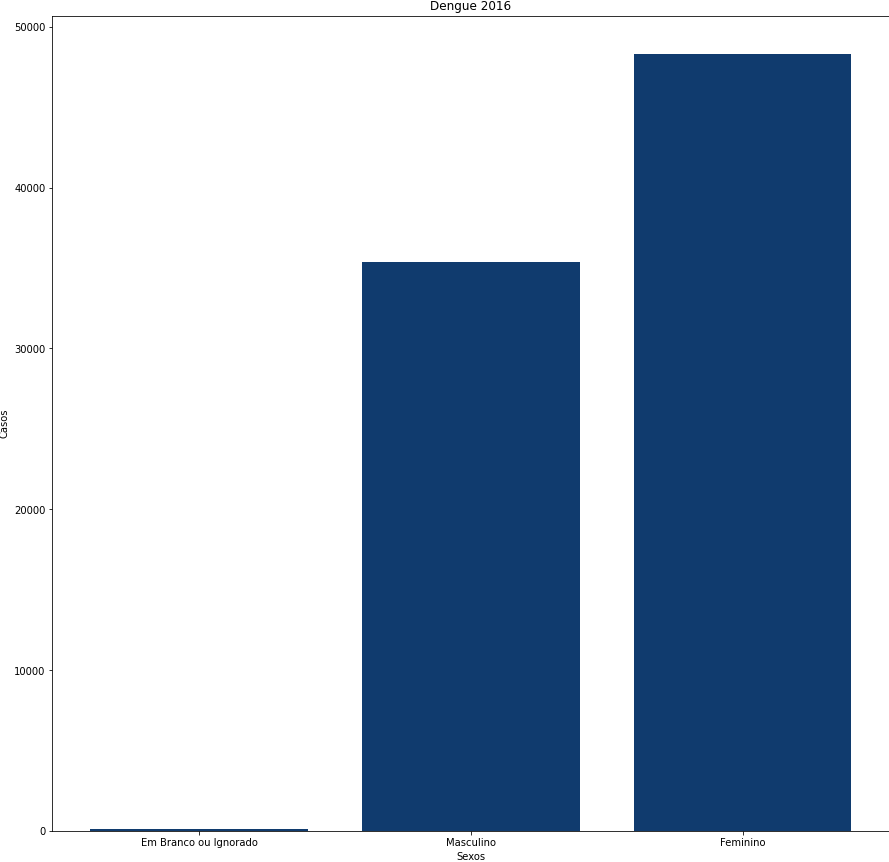 Dengue 2016
50000
40000
30000
20000
10000
0
Casos
Em Branco ou Ignorado
Masculino
Feminino
Sexos